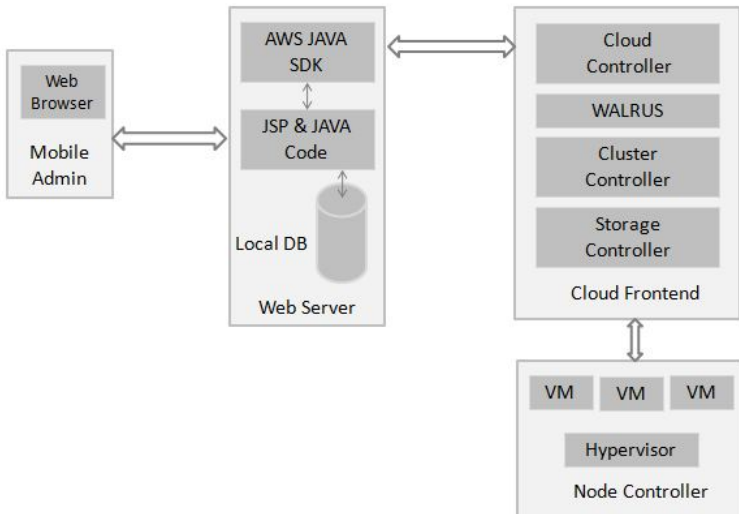 Web
Browser
Mobile
Admin
AWS JAVA
SDK
JSP & JAVA
Code
Local DB
Web Server
Cloud
Controller
WALRUS
Cluster
Controller
Storage
Controller
Cloud Frontend
VM
VM
VM
Hypervisor
Node Controller